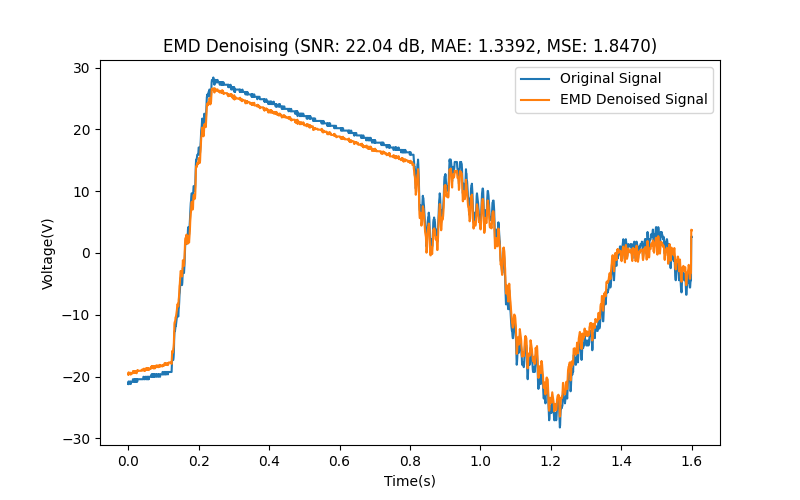 EMD Denoising (SNR: 22.04 dB, MAE: 1.3392, MSE: 1.8470)
Original Signal
EMD Denoised Signal
30
20
10
0
−10
−20
−30
Voltage(V)
0.0 0.2 0.4 0.6 0.8 1.0 1.2 1.4 1.6
Time(s)